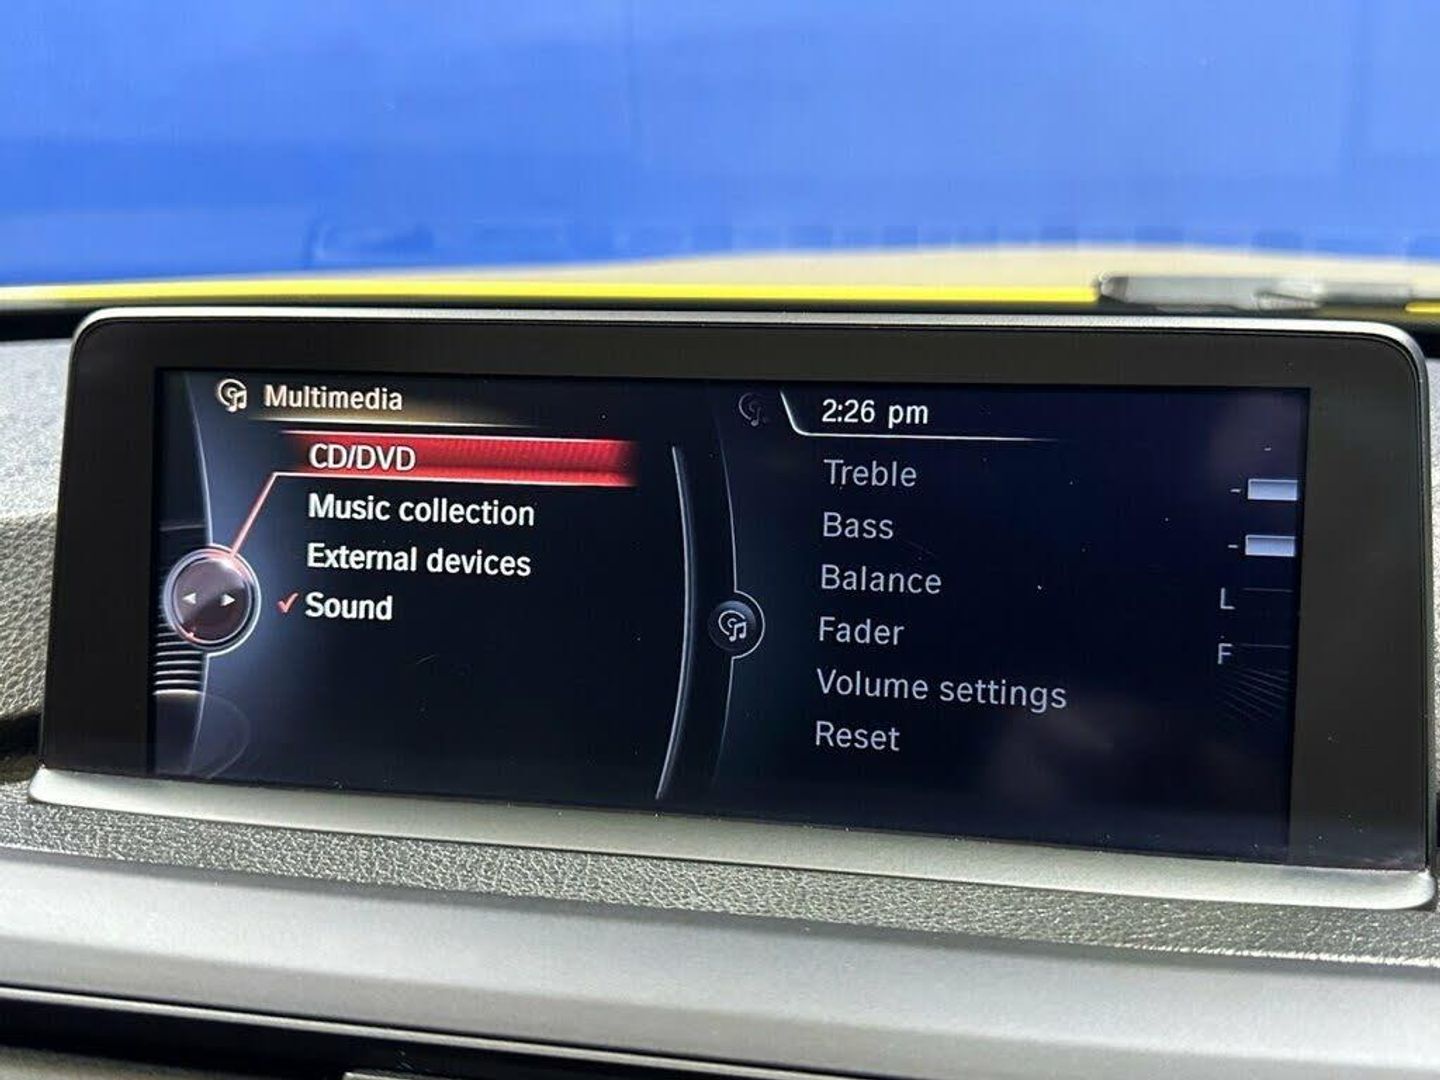 Multimedia
CD/DVD
Music collection
External devices
✓ Sound
2:26 pm
Treble -
Bass -
Balance L
Fader F
Volume settings
Reset